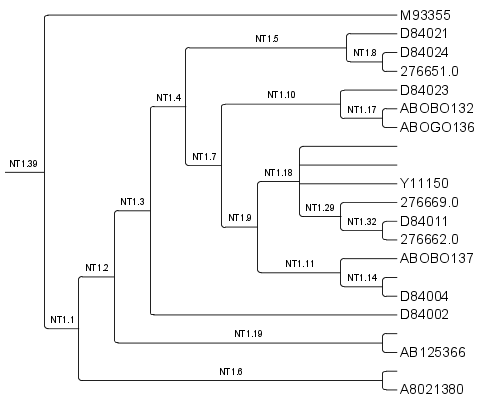 M93355
D84021
NT1.5
D84024
NT1.8
276651.0
D84023
NT1.10
NT1.4
ABOBO132
NT1.17
ABOGO136
NT1.7
NT1.39
NT1.18
Y11150
276669.0
NT1.3
NT1.29
D84011
NT1.9
NT1.32
276662.0
ABOBO137
NT1.11
NT1.2
NT1.14
D84004
D84002
NT1.1
NT1.19
AB125366
NT1.6
A8021380